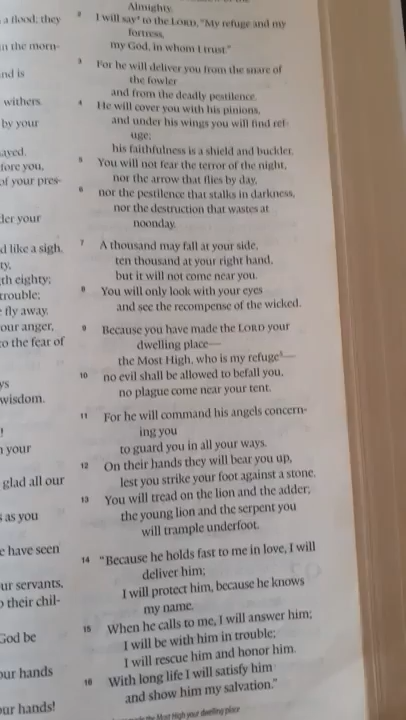 a flood; they
n the morn-
nd is
withers.
by your
ayed.
fore you,
of your pres-
der your
d like a sigh.
ty,
th eighty;
trouble;
fly away.
our anger,
to the fear of
ys
wisdom.
!
your
glad all our
as you
e have seen
ur servants,
o their chil-
God be
our hands
our hands!
Almighty.
2 I will say to the LORD, "My refuge and my
fortress,
my God, in whom I trust."
3 For he will deliver you from the snare of
the fowler
and from the deadly pestilence.
4 He will cover you with his pinions,
and under his wings you will find ref-
uge;
his faithfulness is a shield and buckler.
5 You will not fear the terror of the night,
nor the arrow that flies by day,
6 nor the pestilence that stalks in darkness,
nor the destruction that wastes at
noonday.
7 A thousand may fall at your side,
ten thousand at your right hand,
but it will not come near you.
8 You will only look with your eyes
and see the recompense of the wicked.
9 Because you have made the LORD your
dwelling place—
the Most High, who is my refuge—
10 no evil shall be allowed to befall you,
no plague come near your tent.
11 For he will command his angels concern-
ing you
to guard you in all your ways.
12 On their hands they will bear you up,
lest you strike your foot against a stone.
13 You will tread on the lion and the adder;
the young lion and the serpent you
will trample underfoot.
14 "Because he holds fast to me in love, I will
deliver him;
I will protect him, because he knows
my name.
15 When he calls to me, I will answer him;
I will be with him in trouble;
I will rescue him and honor him.
16 With long life I will satisfy him
and show him my salvation."
the Most High your dwelling place